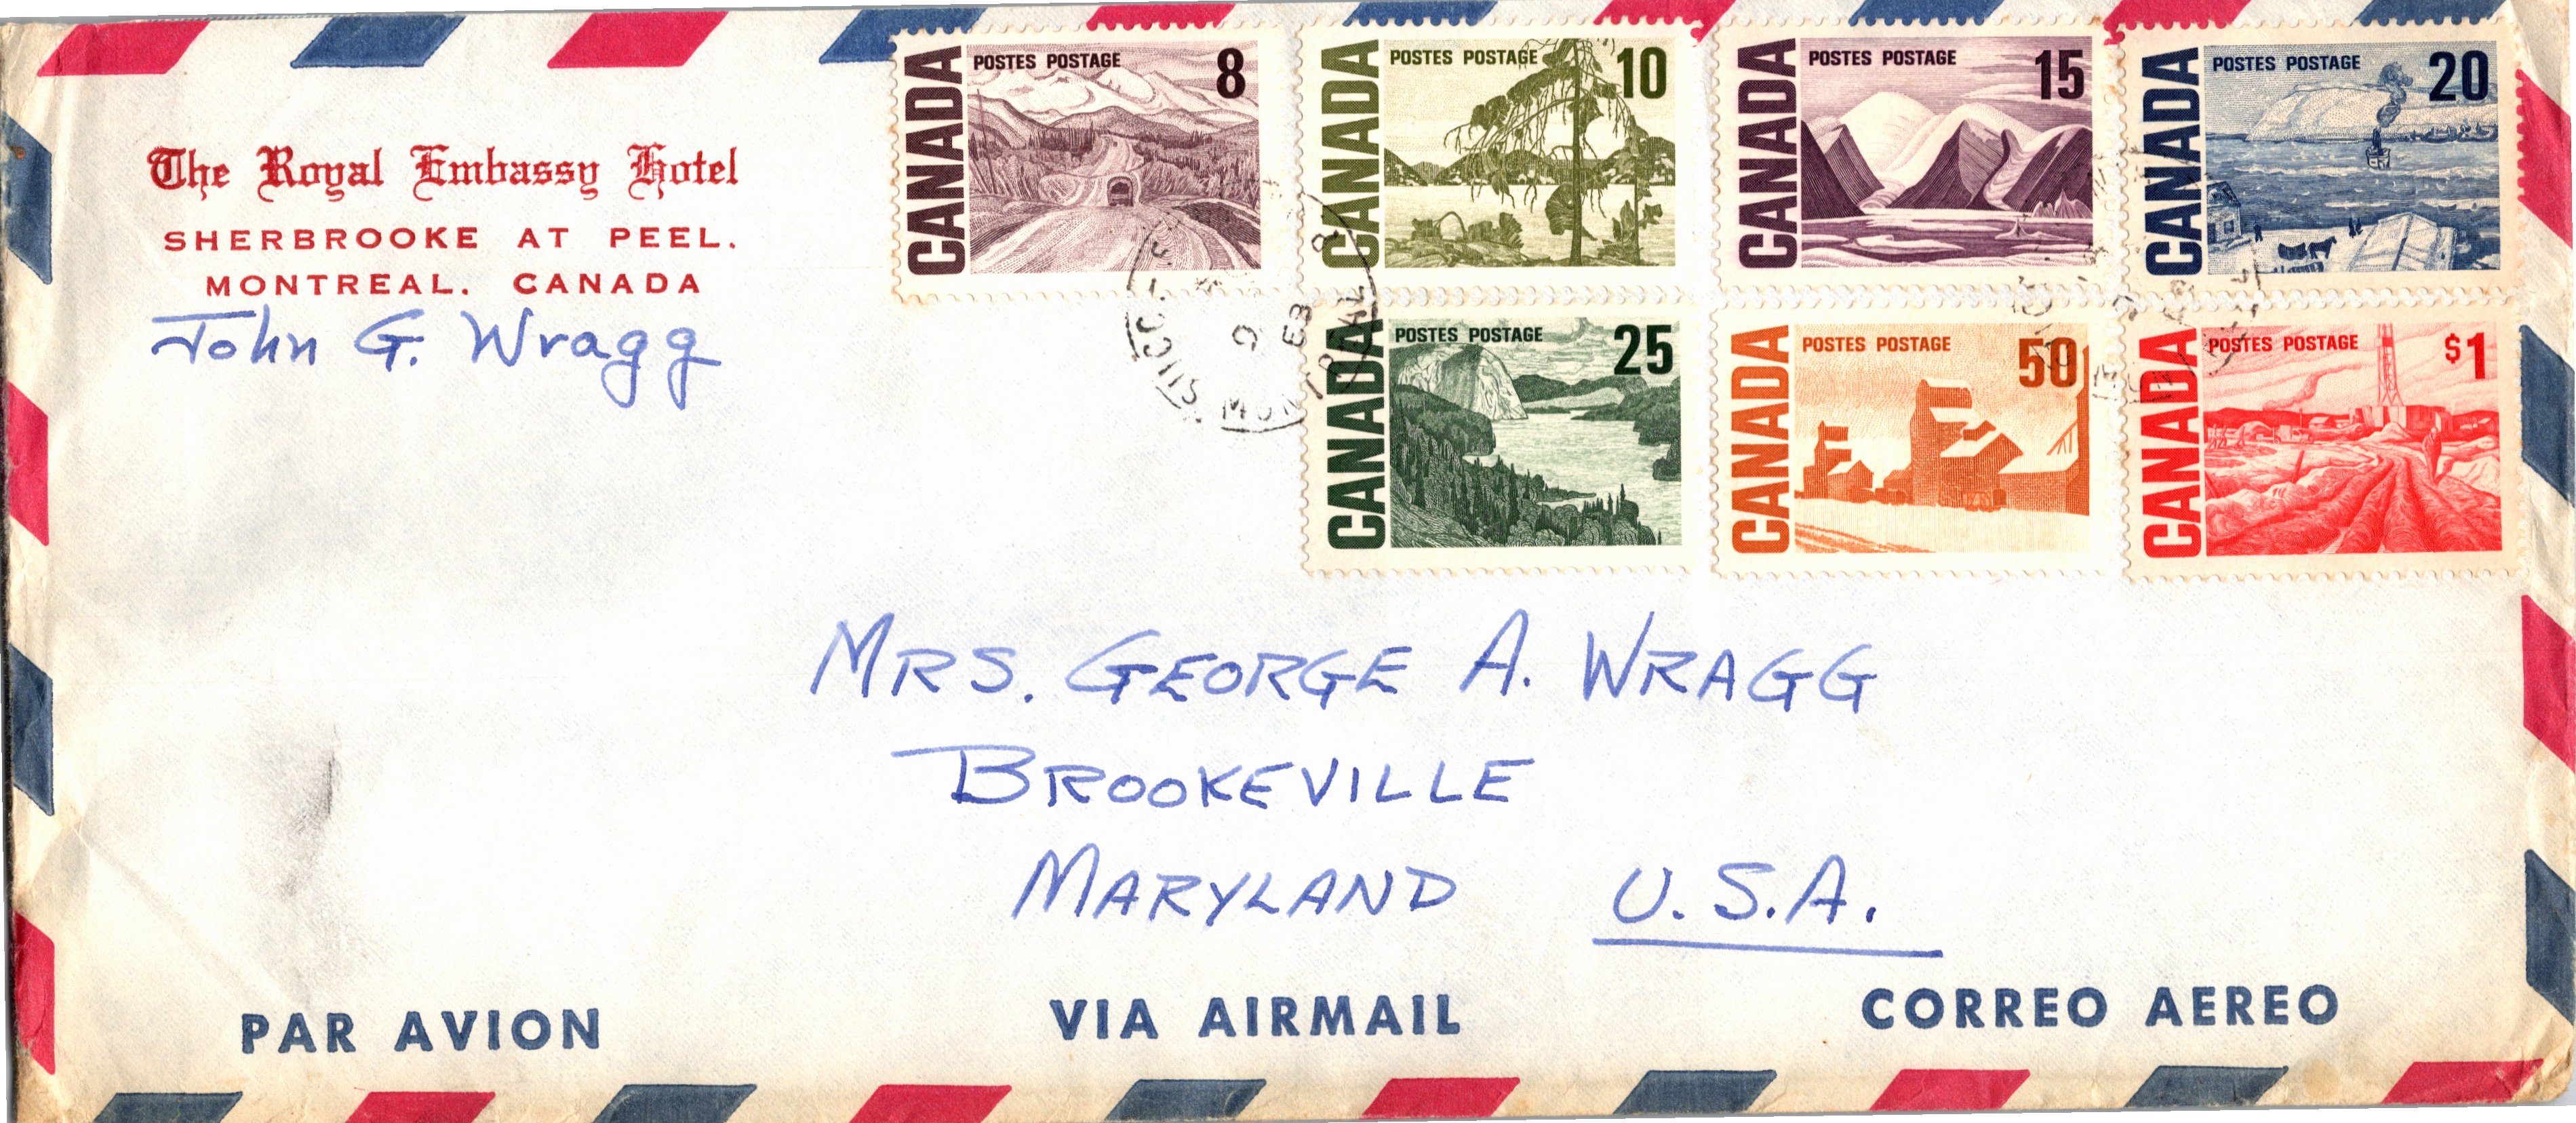 The Royal Embassy Hotel
SHERBROOKE AT PEEL.
MONTREAL. CANADA
John G. Wragg
CANADA POSTES POSTAGE 8
CANADA POSTES POSTAGE 10
CANADA POSTES POSTAGE 15
CANADA POSTES POSTAGE 20
CANADA POSTES POSTAGE 25
CANADA POSTES POSTAGE 50
CANADA POSTES POSTAGE $1
MONTREAL
MRS. GEORGE A. WRAGG
BROOKEVILLE
MARYLAND U.S.A.
PAR AVION VIA AIRMAIL CORREO AEREO